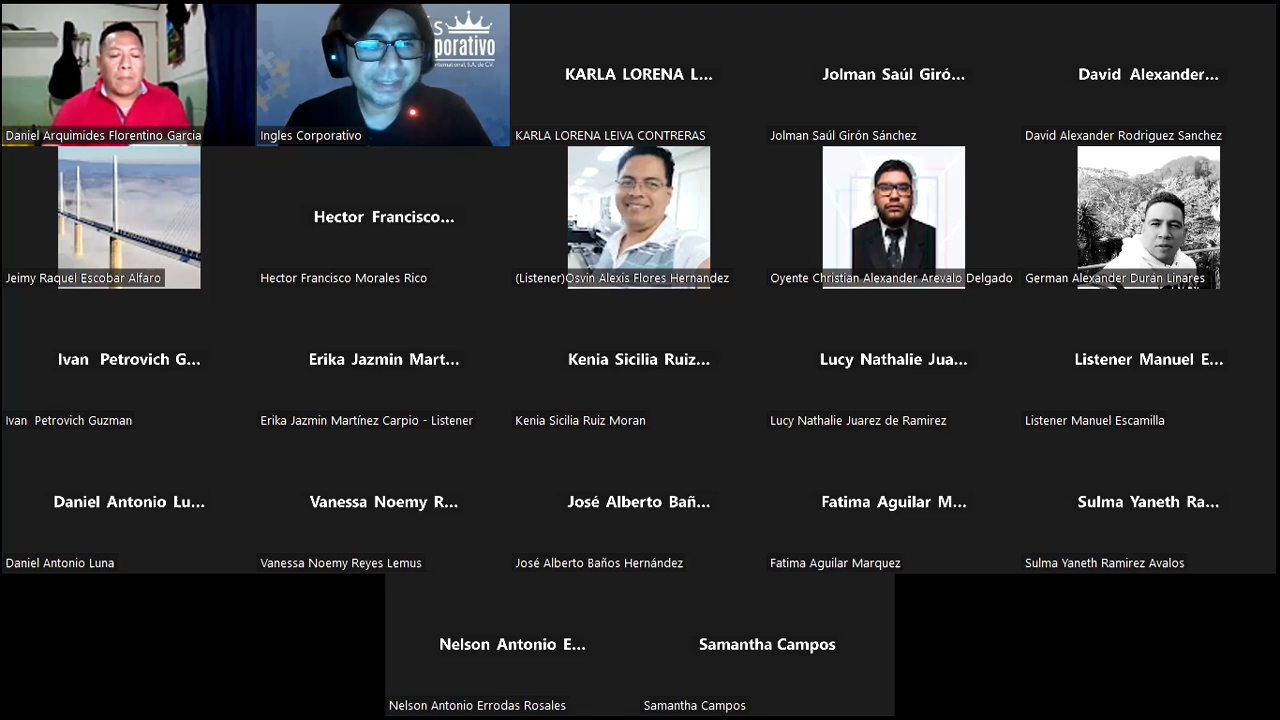 ís
porativo
International, S.A. de C.V.
KARLA LORENA L...
Jolman Saúl Giró...
David Alexander...
Daniel Arquimides Florentino Garcia
Ingles Corporativo
KARLA LORENA LEIVA CONTRERAS
Jolman Saúl Girón Sánchez
David Alexander Rodriguez Sanchez
Hector Francisco...
Jeimy Raquel Escobar Alfaro
Hector Francisco Morales Rico
(Listener)Osvin Alexis Flores Hernandez
Oyente Christian Alexander Arevalo Delgado
German Alexander Durán Linares
Ivan Petrovich G...
Erika Jazmin Mart...
Kenia Sicilia Ruiz...
Lucy Nathalie Jua...
Listener Manuel E...
Ivan Petrovich Guzman
Erika Jazmin Martínez Carpio - Listener
Kenia Sicilia Ruiz Moran
Lucy Nathalie Juarez de Ramirez
Listener Manuel Escamilla
Daniel Antonio Lu...
Vanessa Noemy R...
José Alberto Bañ...
Fatima Aguilar M...
Sulma Yaneth Ra...
Daniel Antonio Luna
Vanessa Noemy Reyes Lemus
José Alberto Baños Hernández
Fatima Aguilar Marquez
Sulma Yaneth Ramirez Avalos
Nelson Antonio E...
Samantha Campos
Nelson Antonio Errodas Rosales
Samantha Campos